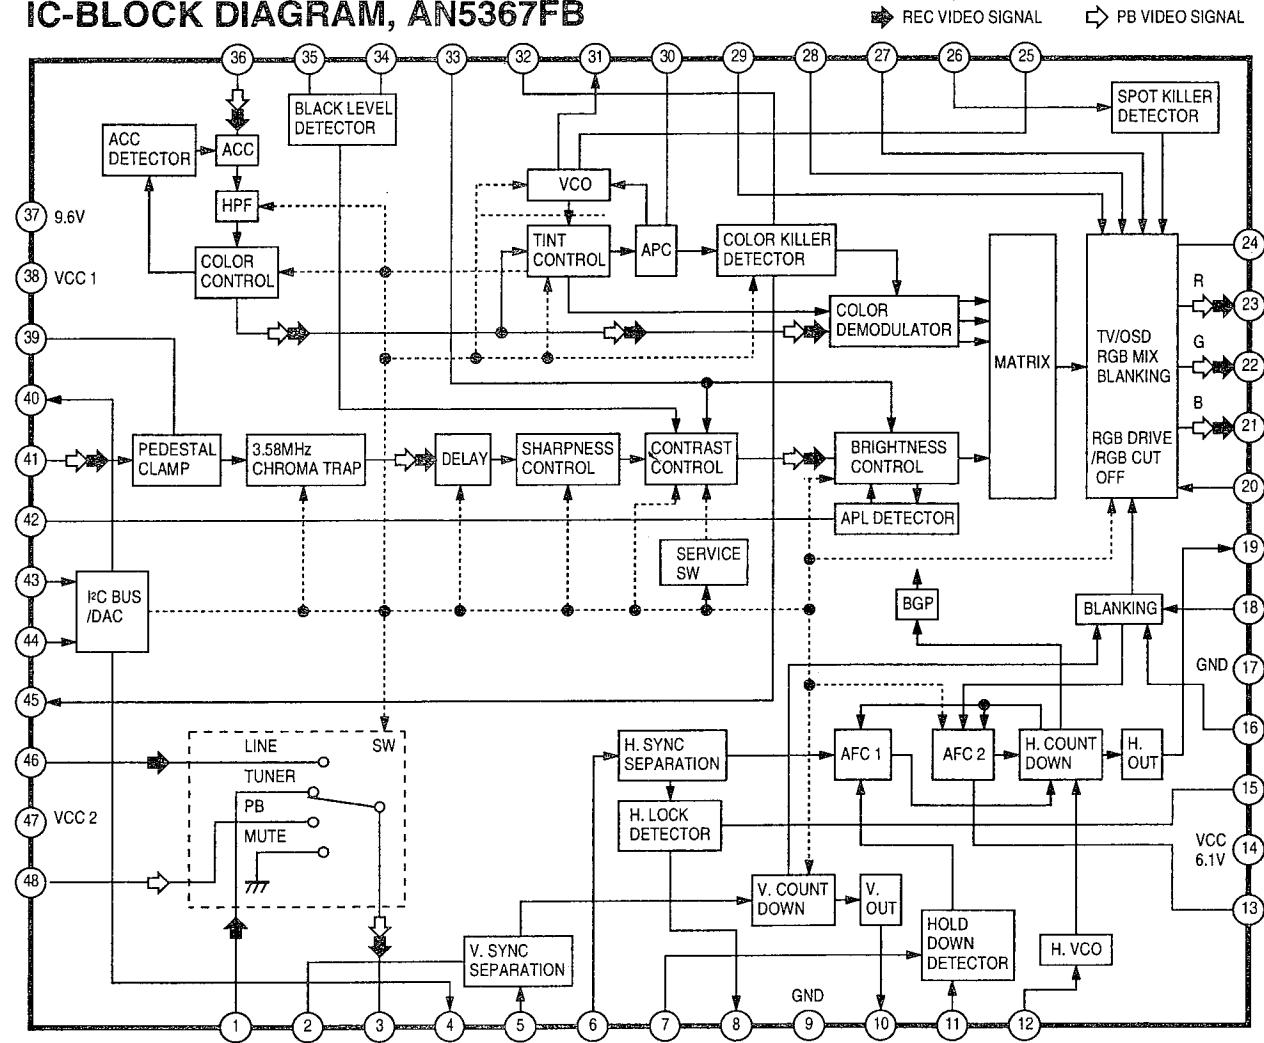 IC-BLOCK DIAGRAM, AN5367FB
REC VIDEO SIGNAL
PB VIDEO SIGNAL
36
35
34
33
32
31
30
29
28
27
26
25
BLACK LEVEL
DETECTOR
SPOT KILLER
DETECTOR
ACC
DETECTOR
ACC
VCO
HPF
37
9.6V
TINT
CONTROL
APC
COLOR KILLER
DETECTOR
24
COLOR
CONTROL
38
VCC 1
R
23
COLOR
DEMODULATOR
39
TV/OSD
RGB MIX
BLANKING
G
22
MATRIX
40
B
21
PEDESTAL
CLAMP
3.58MHz
CHROMA TRAP
DELAY
SHARPNESS
CONTROL
CONTRAST
CONTROL
BRIGHTNESS
CONTROL
RGB DRIVE
/RGB CUT
OFF
41
20
42
APL DETECTOR
SERVICE
SW
19
43
I²C BUS
/DAC
BGP
BLANKING
18
44
GND
17
45
16
LINE
SW
46
TUNER
H. SYNC
SEPARATION
AFC 1
AFC 2
H. COUNT
DOWN
H.
OUT
15
PB
47
VCC 2
MUTE
H. LOCK
DETECTOR
VCC
6.1V
14
48
V. COUNT
DOWN
V.
OUT
13
HOLD
DOWN
DETECTOR
V. SYNC
SEPARATION
H. VCO
GND
1
2
3
4
5
6
7
8
9
10
11
12